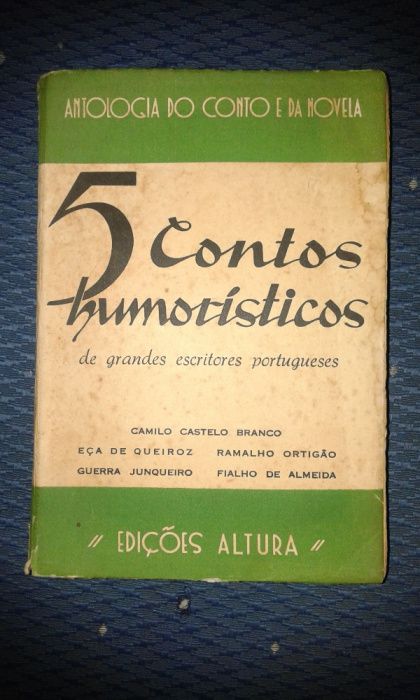 ANTOLOGIA DO CONTO E DA NOVELA
5 Contos
humorísticos
de grandes escritores portugueses
CAMILO CASTELO BRANCO
EÇA DE QUEIROZ RAMALHO ORTIGÃO
GUERRA JUNQUEIRO FIALHO DE ALMEIDA
" EDIÇÕES ALTURA "